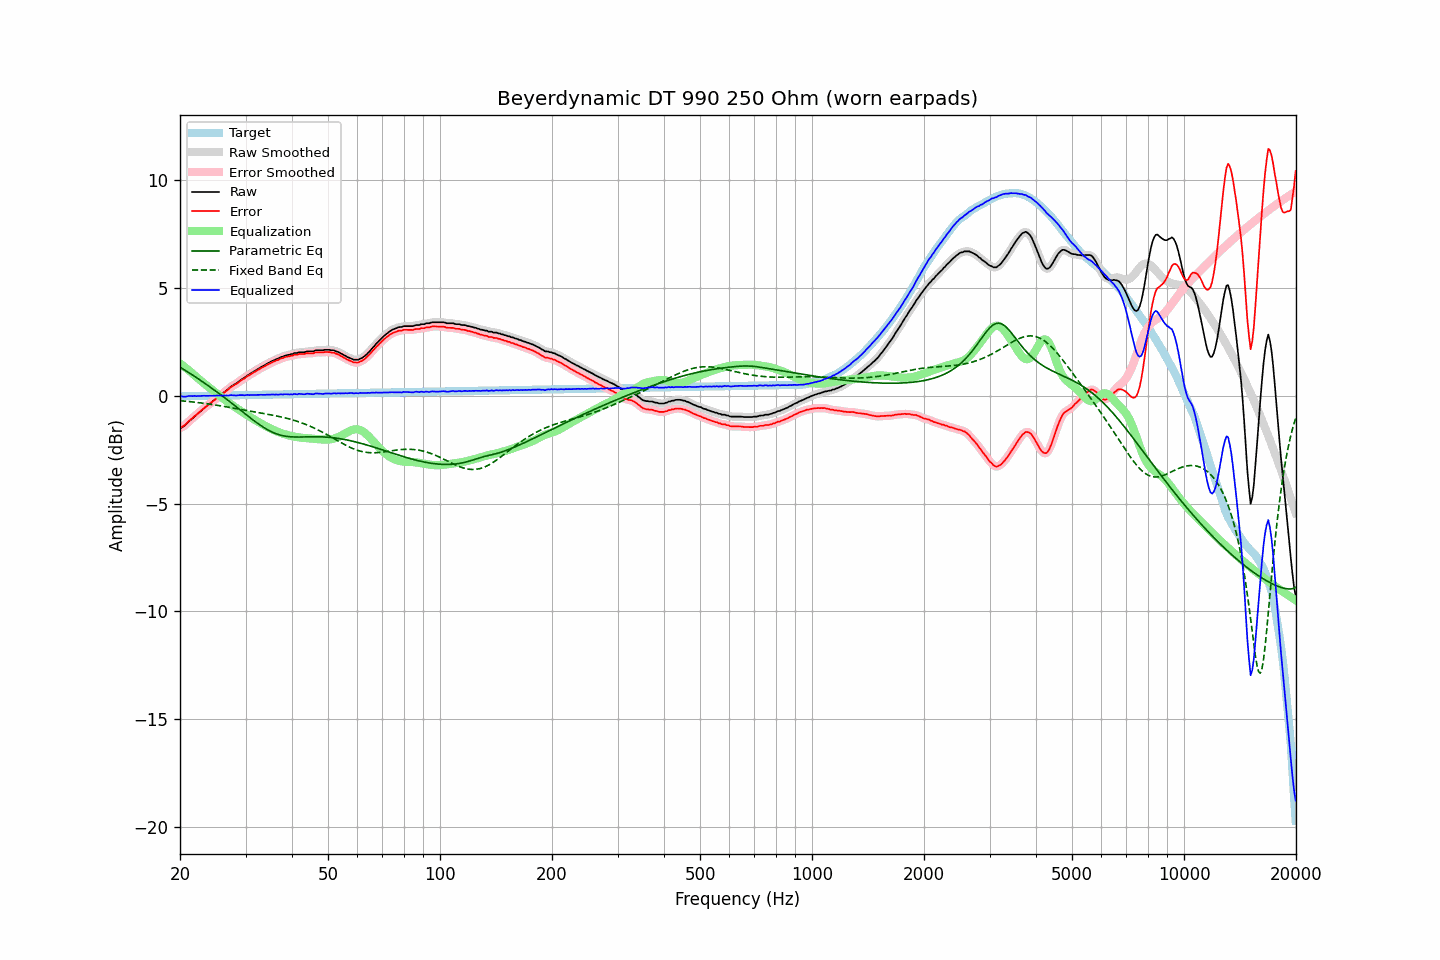 Beyerdynamic DT 990 250 Ohm (worn earpads)
Target
Raw Smoothed
Error Smoothed
Raw
Error
Equalization
Parametric Eq
Fixed Band Eq
Equalized
10
5
0
−5
−10
−15
−20
Amplitude (dBr)
20 50 100 200 500 1000 2000 5000 10000 20000
Frequency (Hz)